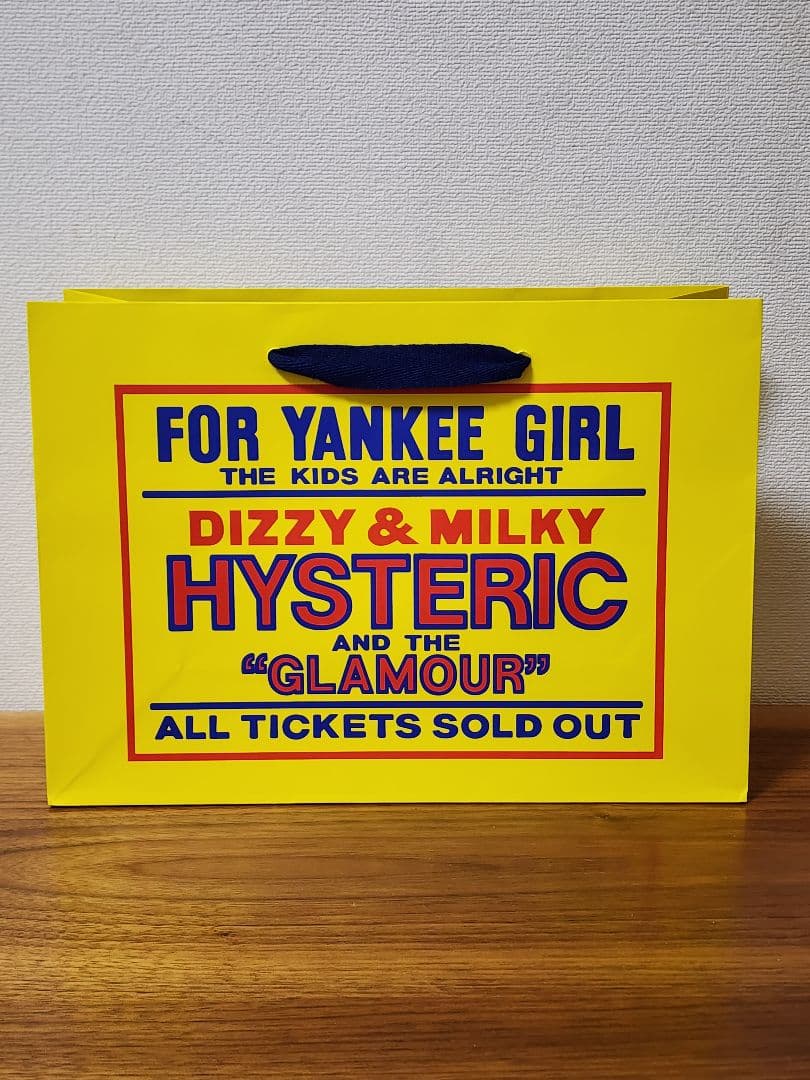 FOR YANKEE GIRL
THE KIDS ARE ALRIGHT
DIZZY & MILKY
HYSTERIC
AND THE
“GLAMOUR”
ALL TICKETS SOLD OUT